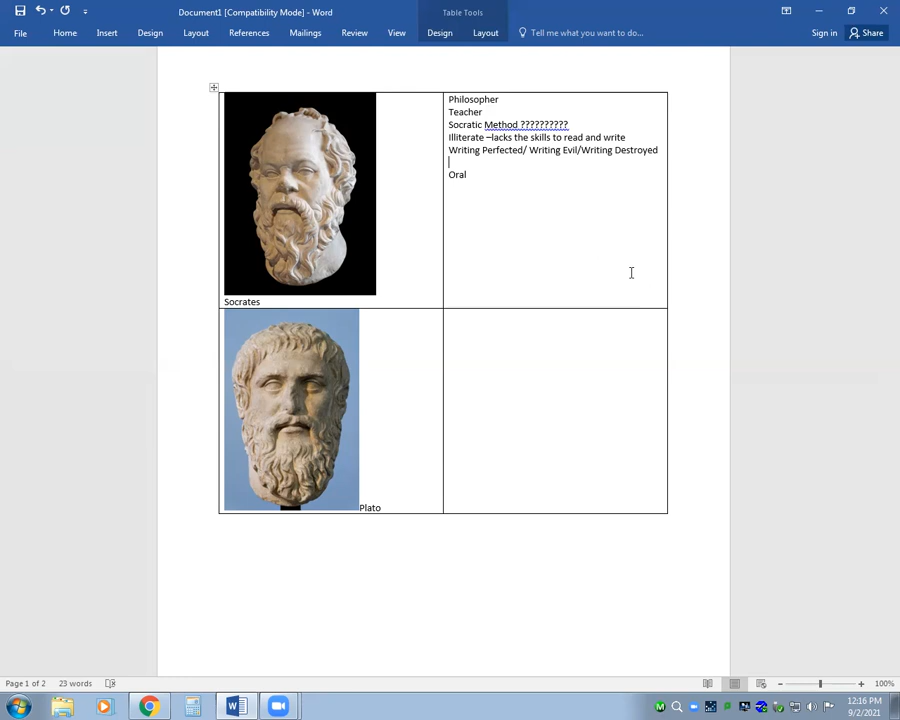 Document1 [Compatibility Mode] - Word
Table Tools
File Home Insert Design Layout References Mailings Review View Design Layout Tell me what you want to do... Sign in Share
Philosopher
Teacher
Socratic Method ??????????
Illiterate –lacks the skills to read and write
Writing Perfected/ Writing Evil/Writing Destroyed
Oral
Socrates
Plato
Page 1 of 2 23 words 100%
12:16 PM
9/2/2021